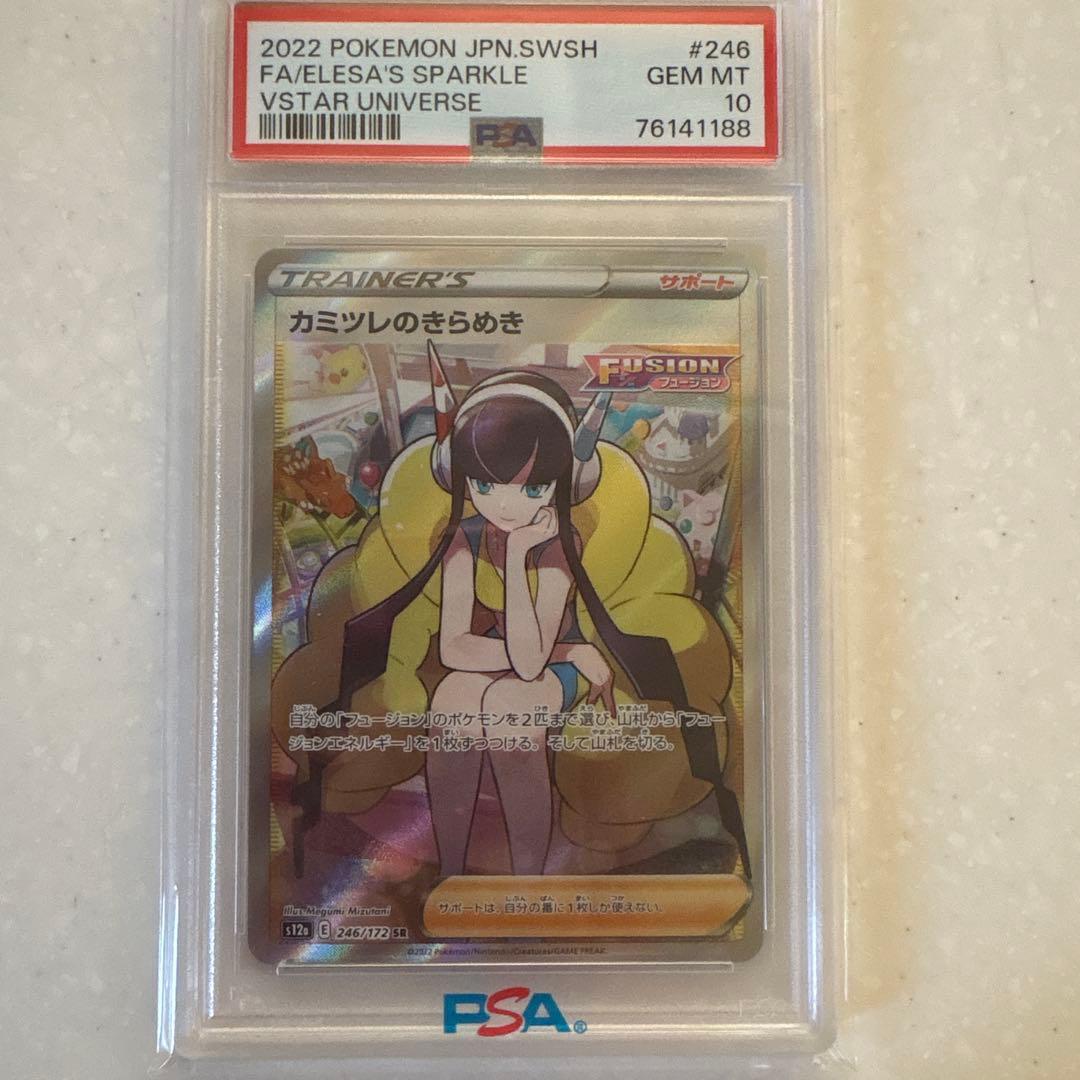 2022 POKEMON JPN.SWSH #246
FA/ELESA'S SPARKLE GEM MT
VSTAR UNIVERSE 10
76141188
PSA
TRAINER'S サポート
カミツレのきらめき
FUSION
フュージョン
自分の「フュージョン」のポケモンを2匹まで選び、山札から「フュー
ジョンエネルギー」を1枚ずつつける。そして山札を切る。
サポートは、自分の番に1枚しか使えない。
Illus. Megumi Mizutani
s12a E 246/172 SR
©2022 Pokémon/Nintendo/Creatures/GAME FREAK.
PSA®